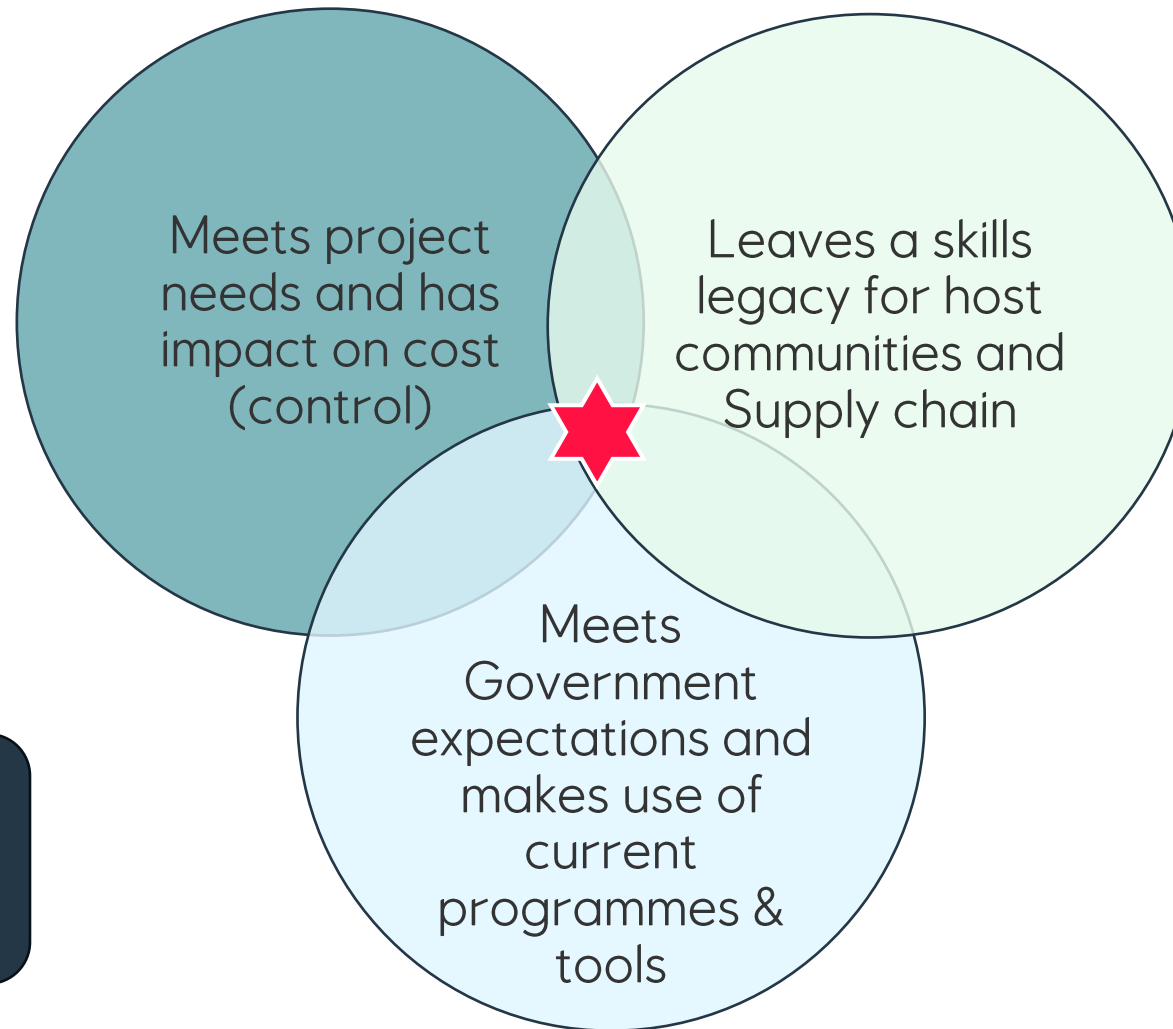 Meets project
needs and has
impact on cost
(control)
Leaves a skills
legacy for host
communities and
Supply chain
Meets
Government
expectations and
makes use of
current
programmes &
tools